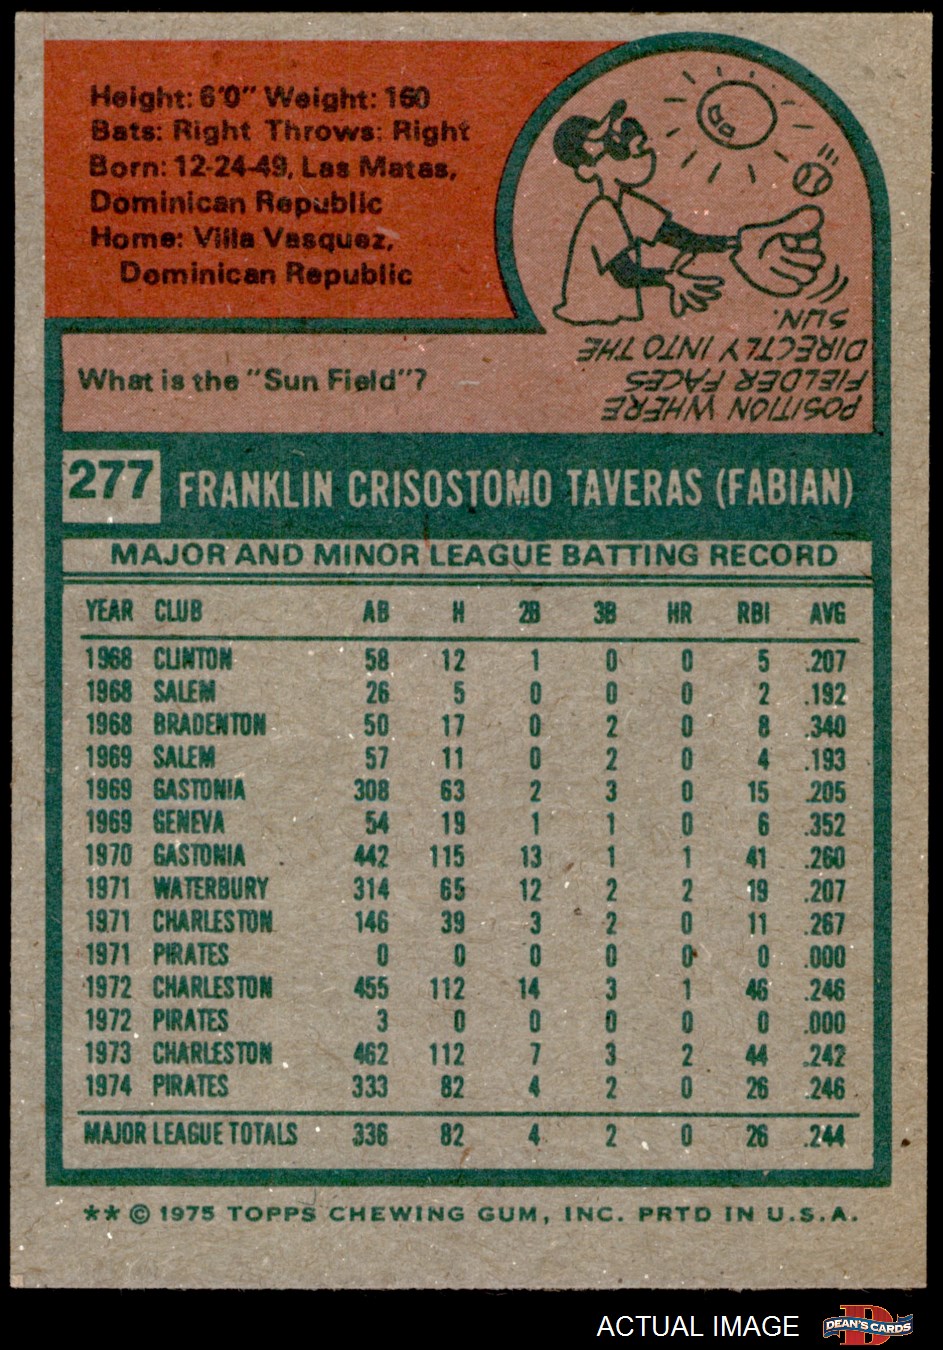 Height: 6'0" Weight: 160
Bats: Right Throws: Right
Born: 12-24-49, Las Matas,
Dominican Republic
Home: Villa Vasquez,
Dominican Republic
What is the "Sun Field"?
POSITION WHERE
FIELDER FACES
DIRECTLY INTO THE
SUN.
277 FRANKLIN CRISOSTOMO TAVERAS (FABIAN)
MAJOR AND MINOR LEAGUE BATTING RECORD
YEAR CLUB AB H 2B 3B HR RBI AVG
1968 CLINTON 58 12 1 0 0 5 .207
1968 SALEM 26 5 0 0 0 2 .192
1968 BRADENTON 50 17 0 2 0 8 .340
1969 SALEM 57 11 0 2 0 4 .193
1969 GASTONIA 308 63 2 3 0 15 .205
1969 GENEVA 54 19 1 1 0 6 .352
1970 GASTONIA 442 115 13 1 1 41 .260
1971 WATERBURY 314 65 12 2 2 19 .207
1971 CHARLESTON 146 39 3 2 0 11 .267
1971 PIRATES 0 0 0 0 0 0 .000
1972 CHARLESTON 455 112 14 3 1 46 .246
1972 PIRATES 3 0 0 0 0 0 .000
1973 CHARLESTON 462 112 7 3 2 44 .242
1974 PIRATES 333 82 4 2 0 26 .246
MAJOR LEAGUE TOTALS 336 82 4 2 0 26 .244
** © 1975 TOPPS CHEWING GUM, INC. PRTD IN U.S.A.
ACTUAL IMAGE
D
DEAN'S CARDS